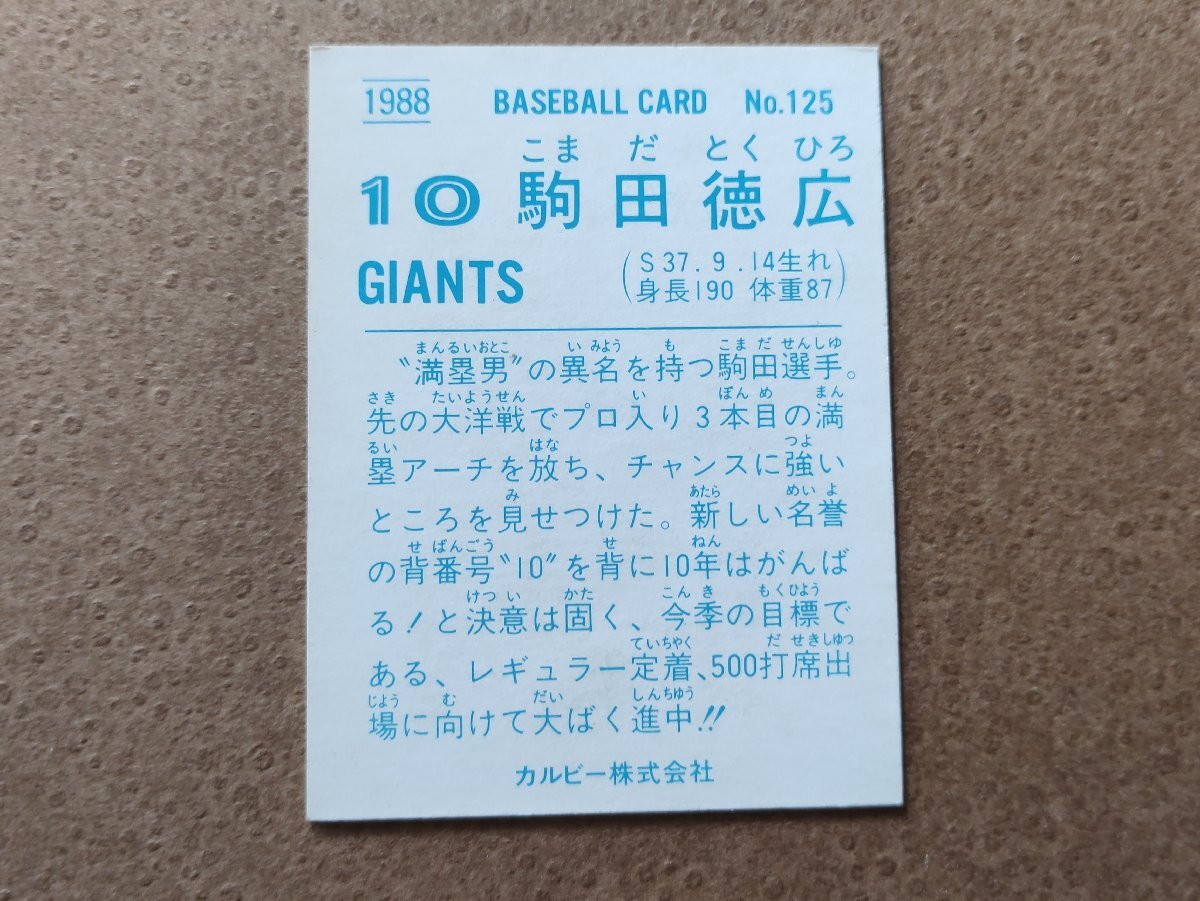 1988 BASEBALL CARD No.125
こま だ とく ひろ
10 駒田徳広
GIANTS
(S37.9.14生れ
身長190 体重87)
まんるいおとこ い みよう も こま だ せんしゆ
“満塁男”の異名を持つ駒田選手。
さき たいようせん い ぼん め まん
先の大洋戦でプロ入り3本目の満
るい はな つよ
塁アーチを放ち、チャンスに強い
み あたら めい よ
ところを見せつけた。新しい名誉
せ ばんごう せ ねん
の背番号“10”を背に10年はがんば
けつ い かた こん き もくひよう
る!と決意は固く、今季の目標で
ていちやく だ せきしゆつ
ある、レギュラー定着、500打席出
じよう む だい しんちゆう
場に向けて大ばく進中!!
カルビー株式会社